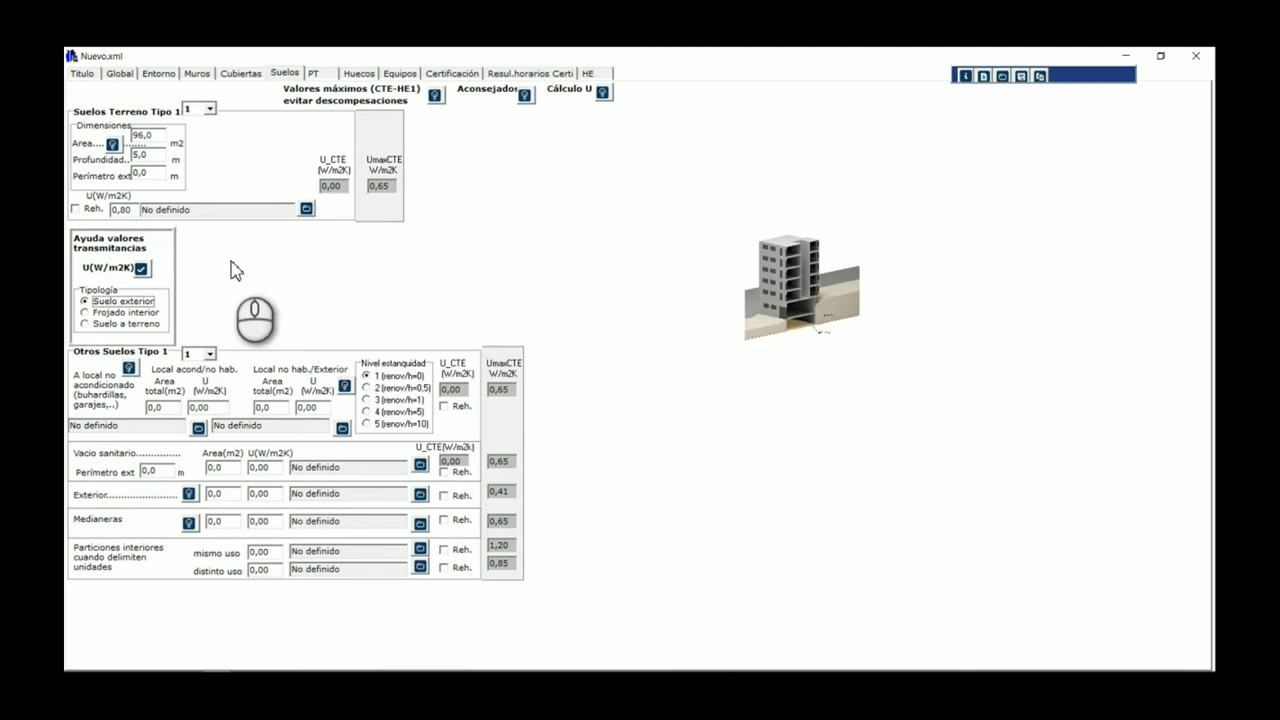 Nuevo.xml
Titulo Global Entorno Muros Cubiertas Suelos PT Huecos Equipos Certificación Resul.horarios Certi HE
Valores máximos (CTE-HE1) Aconsejados Cálculo U
evitar descompesaciones
Suelos Terreno Tipo 1 1
Dimensiones
Area.... ....... 96,0 m2
Profundidad.. 5,0 m
Perímetro ext 0,0 m
U_CTE UmaxCTE
(W/m2K) W/m2K
0,00 0,65
U(W/m2K)
Reh. 0,80 No definido
Ayuda valores
transmitancias
U(W/m2K)
Tipología
Suelo exterior
Frojado interior
Suelo a terreno
Otros Suelos Tipo 1 1
A local no
acondicionado
(buhardillas,
garajes,..)
Local acond/no hab. Local no hab./Exterior
Area U Area U
total(m2) (W/m2K) total(m2) (W/m2K)
0,0 0,00 0,0 0,00
No definido No definido
Nivel estanquidad
1 (renov/h=0)
2 (renov/h=0,5)
3 (renov/h=1)
4 (renov/h=5)
5 (renov/h=10)
U_CTE UmaxCTE
(W/m2K) W/m2K
0,00 0,65
Reh.
Vacio sanitario............... Area(m2) U(W/m2K) U_CTE(W/m2k)
Perímetro ext 0,0 m 0,0 0,00 No definido 0,00 0,65
Reh.
Exterior........................ 0,0 0,00 No definido Reh. 0,41
Medianeras 0,0 0,00 No definido Reh. 0,65
Particiones interiores
cuando delimiten
unidades
mismo uso 0,00 No definido Reh. 1,20
distinto uso 0,00 No definido Reh. 0,85